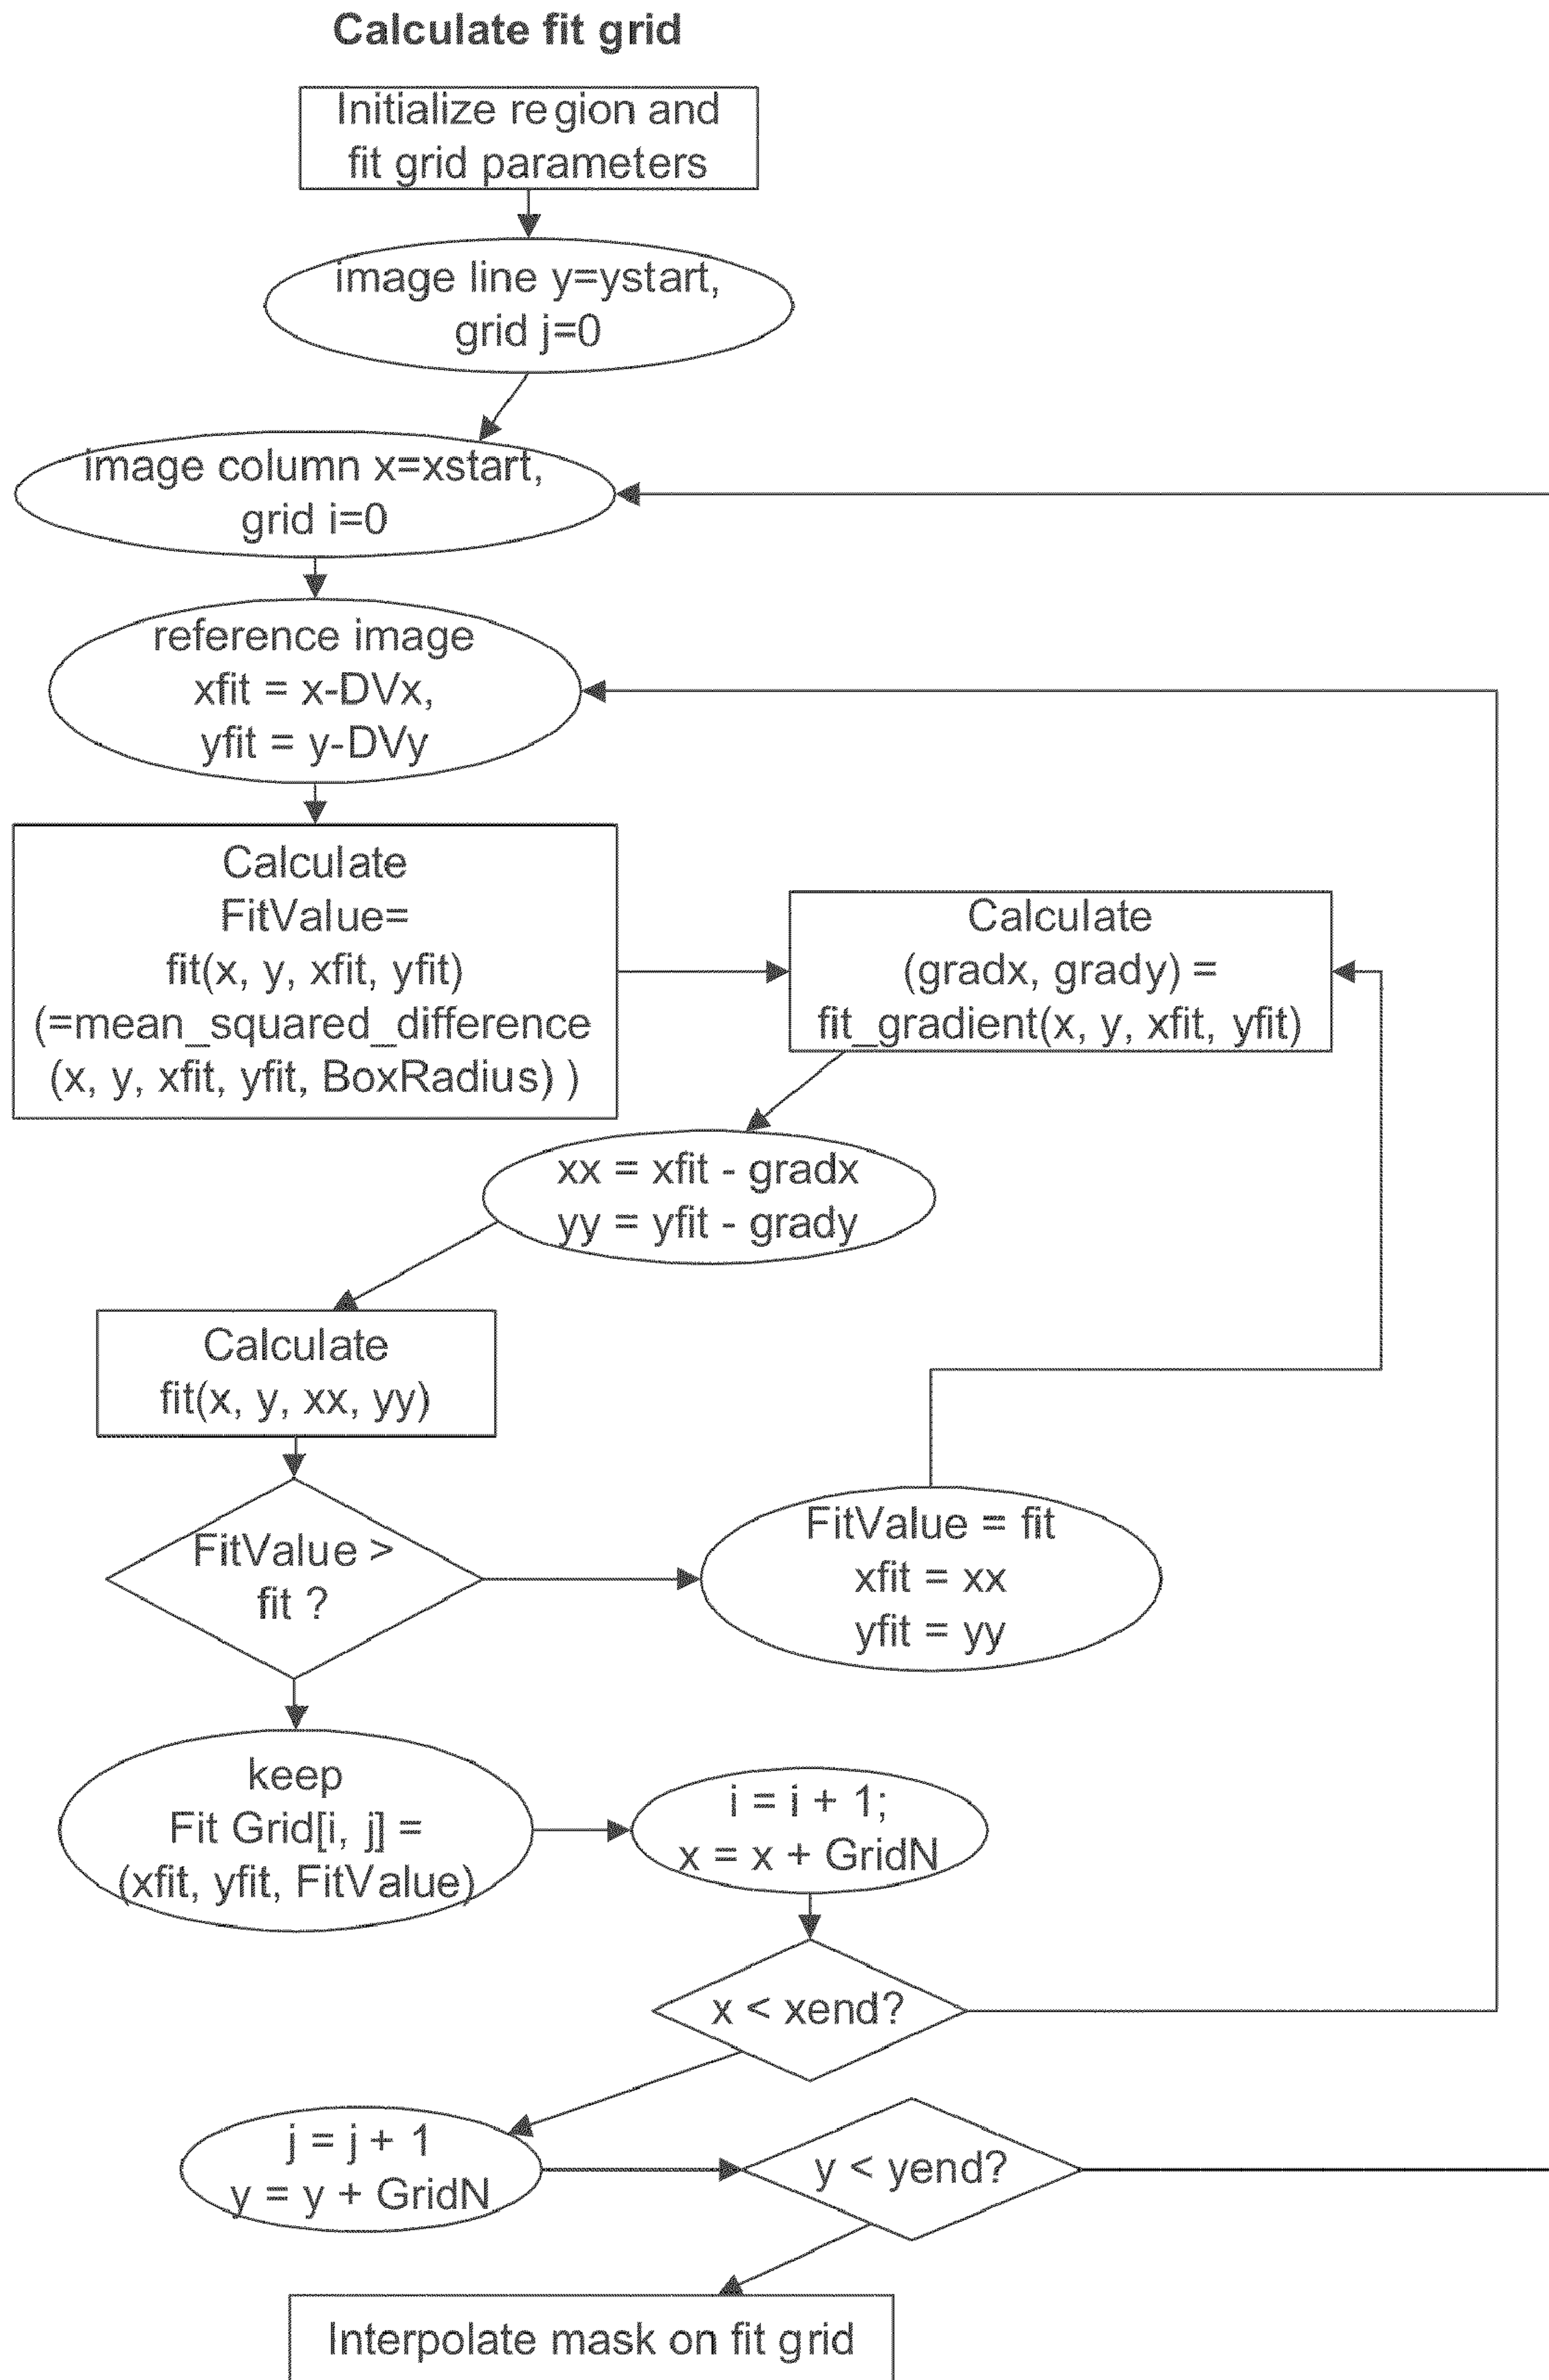 Calculate fit grid
Initialize region and
fit grid parameters
image line y=ystart,
grid j=0
image column x=xstart,
grid i=0
reference image
xfit = x-DVx,
yfit = y-DVy
Calculate
FitValue=
fit(x, y, xfit, yfit)
(=mean_squared_difference
(x, y, xfit, yfit, BoxRadius) )
Calculate
(gradx, grady) =
fit_gradient(x, y, xfit, yfit)
xx = xfit - gradx
yy = yfit - grady
Calculate
fit(x, y, xx, yy)
FitValue >
fit ?
FitValue = fit
xfit = xx
yfit = yy
keep
Fit Grid[i, j] =
(xfit, yfit, FitValue)
i = i + 1;
x = x + GridN
x < xend?
j = j + 1
y = y + GridN
y < yend?
Interpolate mask on fit grid